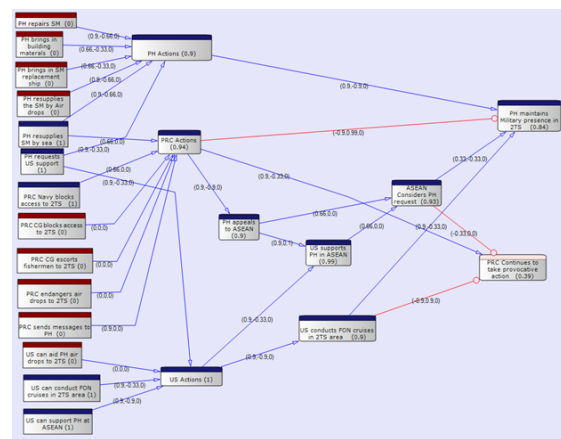 PH repairs SM (0)
PH brings in
building
materals (0)
PH brings in SM
replacement
ship (0)
PH resupplies
the SM by Air
drops (0)
PH resupplies
SM by sea (1)
PH requests
US support
(1)
PRC Navy blocks
access to 2TS (1)
PRC CG blocks access
to 2TS (0)
PRC CG escorts
fishermen to 2TS (0)
PRC endangers air
drops to 2TS (0)
PRC sends messages to
PH (0)
US can aid PH air
drops to 2TS (0)
US can conduct FON
cruises in 2TS area (1)
US can support PH at
ASEAN (1)
(0.9,-0.66,0)
(0.66,-0.33,0)
(0.66,-0.33,0)
(0.9,-0.66,0)
(0.9,-0.66,0)
(0.66,0,0)
(0.9,-0.33,0)
(0.66,0,0)
(0.9,-0.33,0)
(0,0,0)
(0,0,0)
(0,0,0)
(0.9,0,0)
(0,0,0)
(0.9,-0.33,0)
(0.9,-0.9,0)
PH Actions (0.9)
PRC Actions
(0.94)
US Actions (1)
(0.9,-0.9,0)
PH appeals
to ASEAN
(0.9)
(0.66,0,0)
(0.9,0.1)
US supports
PH in ASEAN
(0.99)
(0.9,-0.33,0)
(0.9,-0.9,0)
(0.66,-0.33,0)
ASEAN
Considers PH
request (0.93)
US conducts FON cruises
in 2TS area (0.9)
(0.9,-0.9,0)
(-0.9,0.99,0)
(0.9,-0.33,0)
(0.33,-0.33,0)
(0.9,-0.33,0)
(-0.33,0,0)
(-0.9,0.9,0)
PH maintains
Military presence in
2TS (0.84)
PRC Continues to
take provocative
action (0.39)